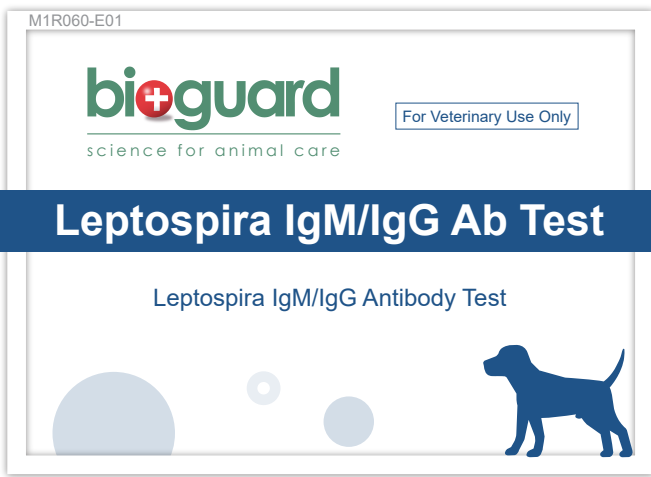 M1R060-E01
bioguard
science for animal care
For Veterinary Use Only
Leptospira IgM/IgG Ab Test
Leptospira IgM/IgG Antibody Test